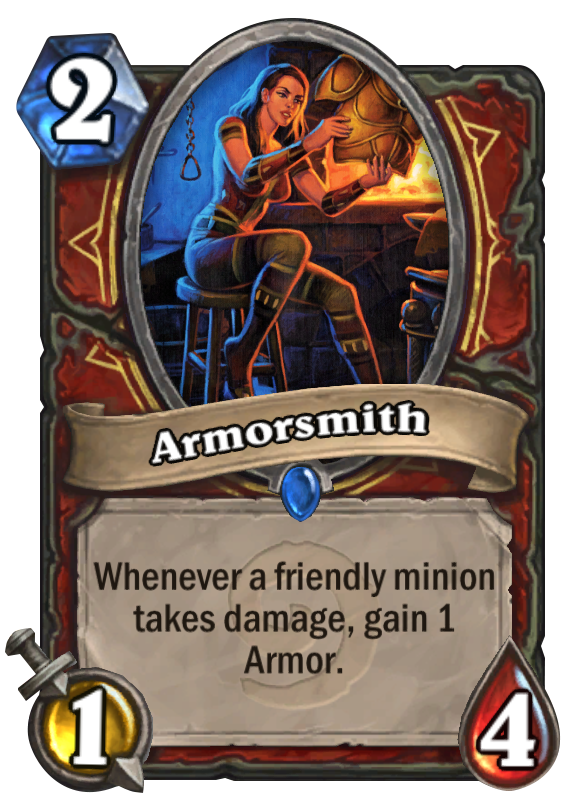 2
Armorsmith
Whenever a friendly minion
takes damage, gain 1
Armor.
1
4